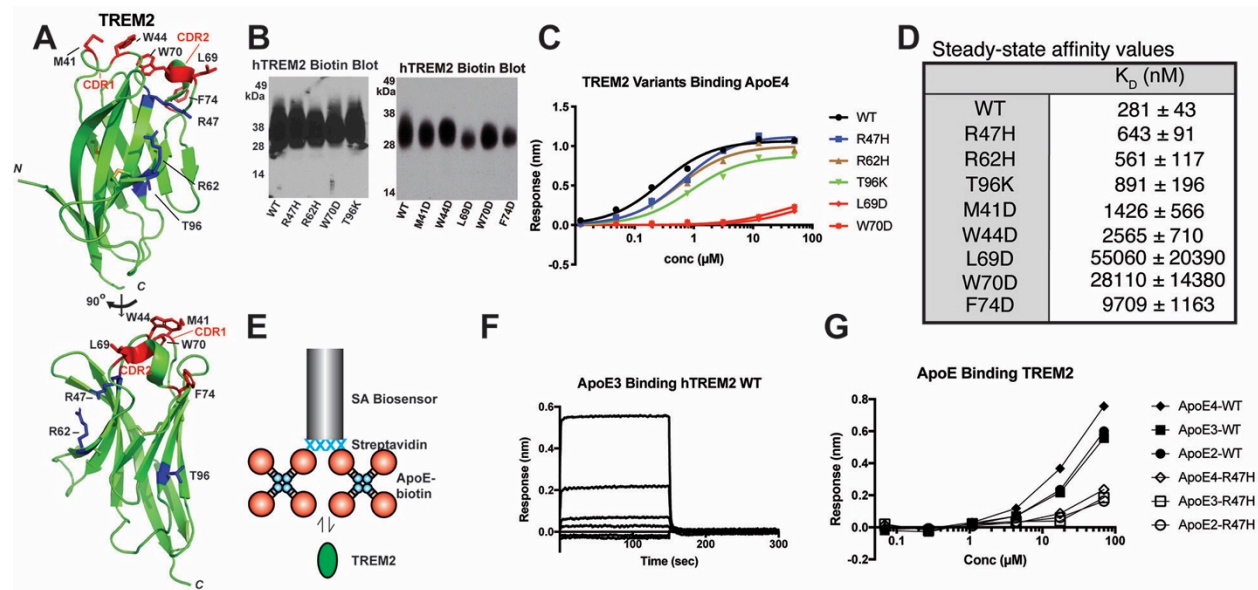 A
TREM2
M41
W44
W70
CDR2
L69
CDR1
F74
R47
N
R62
T96
C
90°
W44
M41
CDR1
L69
W70
CDR2
R47
F74
R62
T96
C
B
hTREM2 Biotin Blot
49
kDa
38
28
14
WT
R47H
R62H
W70D
T96K
hTREM2 Biotin Blot
49
kDa
38
28
14
WT
M41D
W44D
L69D
W70D
F74D
C
TREM2 Variants Binding ApoE4
Response (nm)
1.5
1.0
0.5
0.0
-0.5
0.1
1
10
100
conc (µM)
WT
R47H
R62H
T96K
L69D
W70D
D Steady-state affinity values
KD (nM)
WT 281 ± 43
R47H 643 ± 91
R62H 561 ± 117
T96K 891 ± 196
M41D 1426 ± 566
W44D 2565 ± 710
L69D 55060 ± 20390
W70D 28110 ± 14380
F74D 9709 ± 1163
E
SA Biosensor
Streptavidin
ApoE-
biotin
TREM2
F
ApoE3 Binding hTREM2 WT
Response (nm)
0.6
0.4
0.2
0.0
100
200
300
Time (sec)
G
ApoE Binding TREM2
Response (nm)
0.8
0.6
0.4
0.2
0.0
-0.2
0.1
1
10
100
Conc (µM)
ApoE4-WT
ApoE3-WT
ApoE2-WT
ApoE4-R47H
ApoE3-R47H
ApoE2-R47H